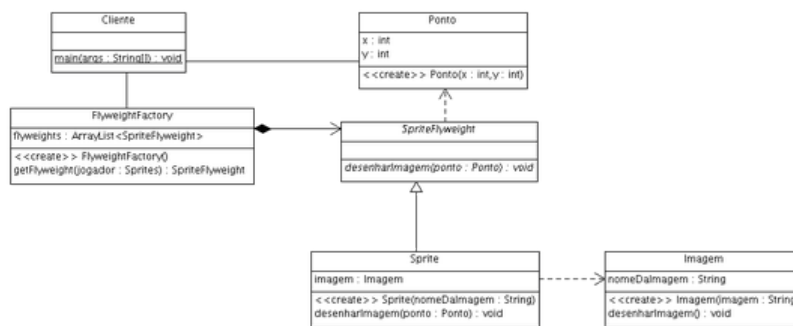 Cliente
main(args : String[]) : void
Ponto
x : int
y : int
<<create>> Ponto(x : int,y : int)
FlyweightFactory
flyweights : ArrayList<SpriteFlyweight>
<<create>> FlyweightFactory()
getFlyweight(jogador : Sprites) : SpriteFlyweight
SpriteFlyweight
desenharImagem(ponto : Ponto) : void
Sprite
imagem : Imagem
<<create>> Sprite(nomeDaImagem : String)
desenharImagem(ponto : Ponto) : void
Imagem
nomeDaImagem : String
<<create>> Imagem(imagem : String
desenharImagem() : void